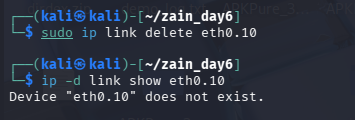 ┌──(kali㉿kali)-[~/zain_day6]
└─$ sudo ip link delete eth0.10
┌──(kali㉿kali)-[~/zain_day6]
└─$ ip -d link show eth0.10
Device "eth0.10" does not exist.